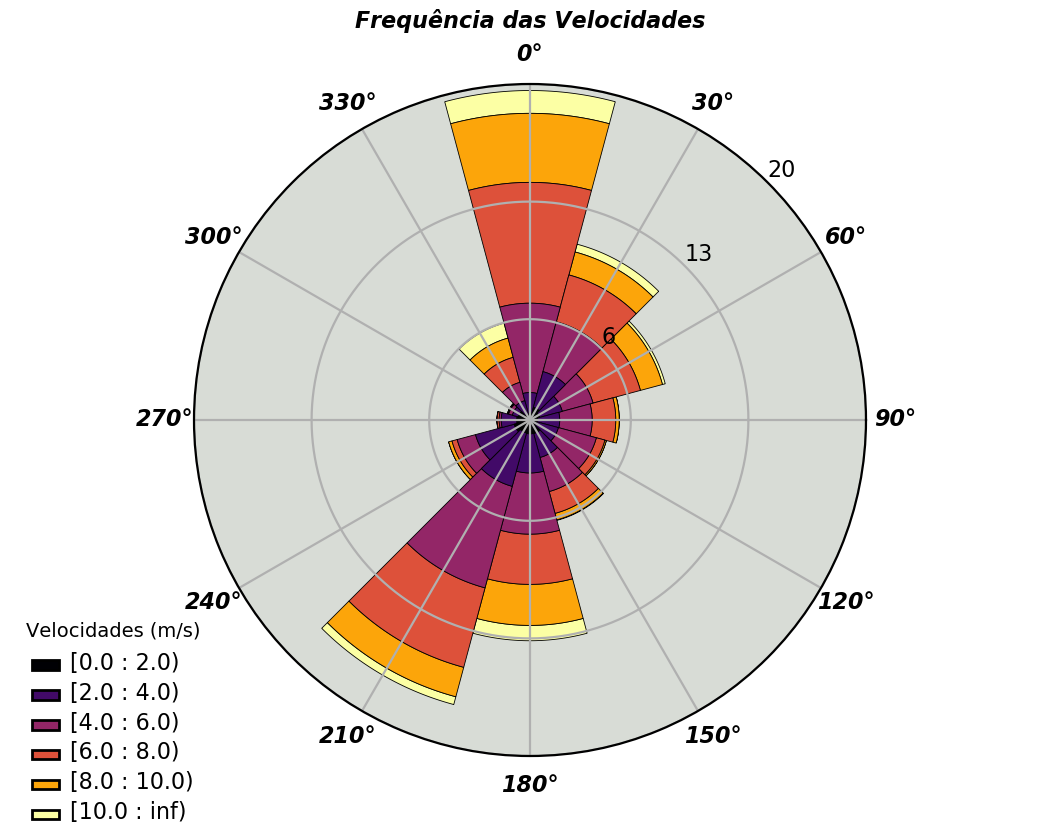 Frequência das Velocidades
0°
330°
30°
20
300°
60°
13
6
270°
90°
240°
120°
210°
150°
180°
Velocidades (m/s)
[0.0 : 2.0)
[2.0 : 4.0)
[4.0 : 6.0)
[6.0 : 8.0)
[8.0 : 10.0)
[10.0 : inf)